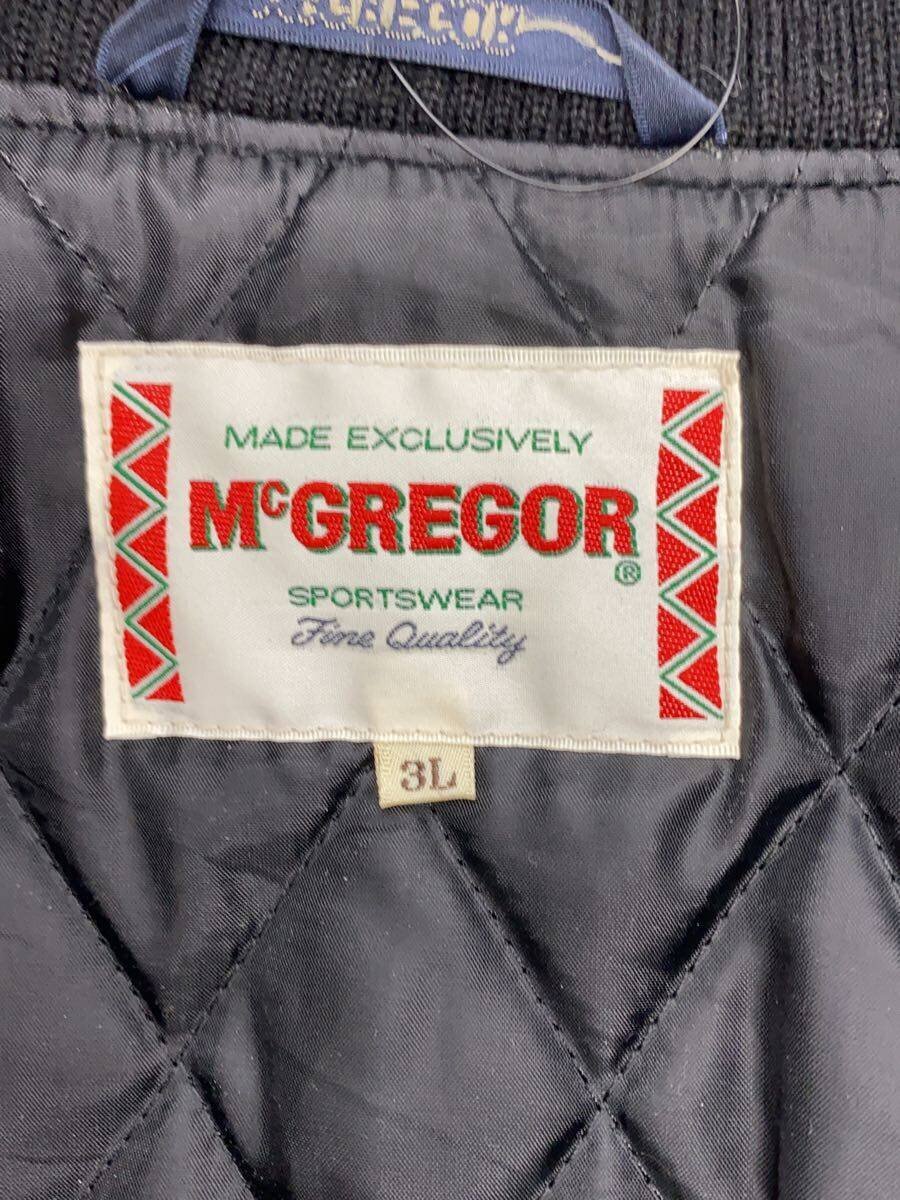 MADE EXCLUSIVELY
McGREGOR
®
SPORTSWEAR
Fine Quality
3L